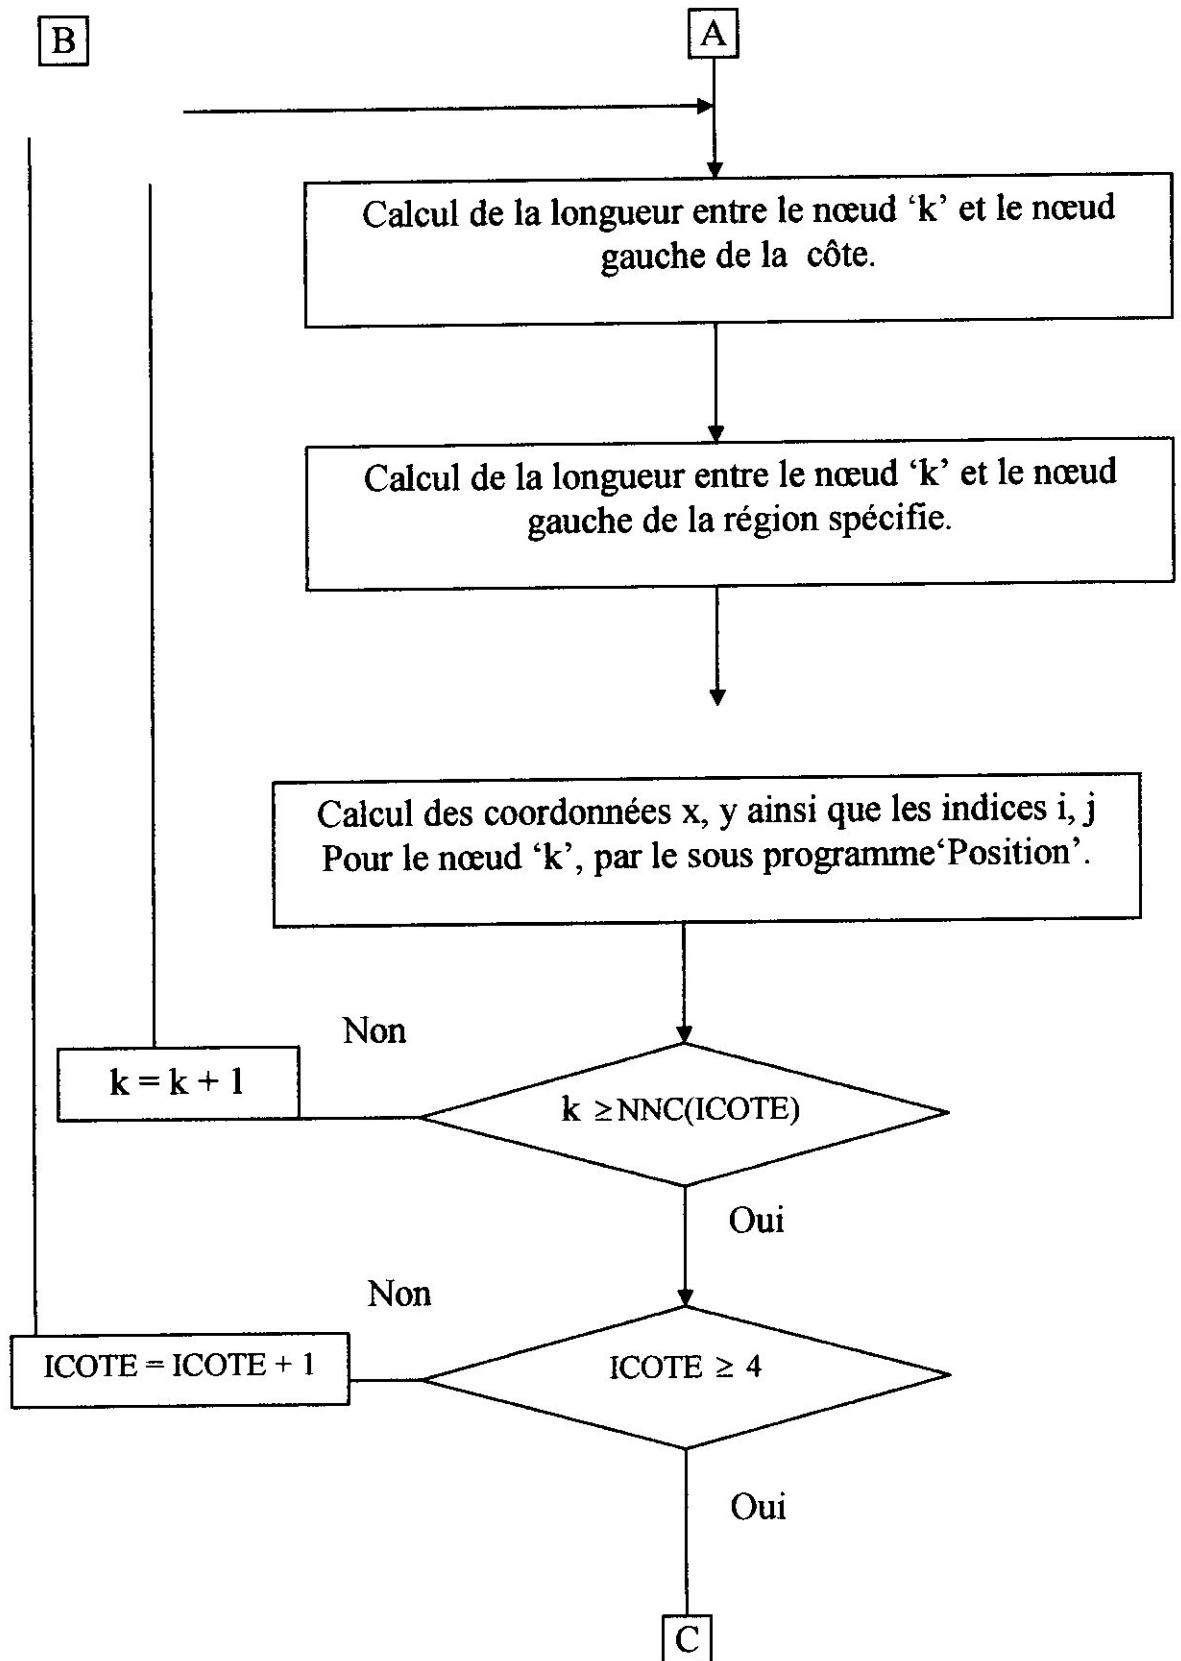 B
A
Calcul de la longueur entre le nœud ‘k’ et le nœud
gauche de la côte.
Calcul de la longueur entre le nœud ‘k’ et le nœud
gauche de la région spécifie.
Calcul des coordonnées x, y ainsi que les indices i, j
Pour le nœud ‘k’, par le sous programme‘Position’.
Non
k = k + 1
k ≥NNC(ICOTE)
Oui
Non
ICOTE = ICOTE + 1
ICOTE ≥ 4
Oui
C